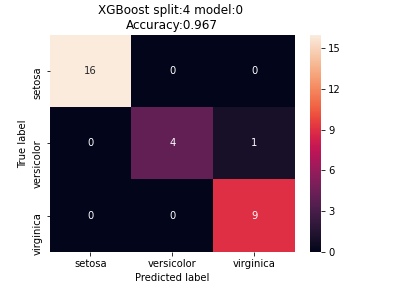 XGBoost split:4 model:0
Accuracy:0.967
True label
setosa
versicolor
virginica
16 0 0
0 4 1
0 0 9
setosa versicolor virginica
Predicted label
15
12
9
6
3
0